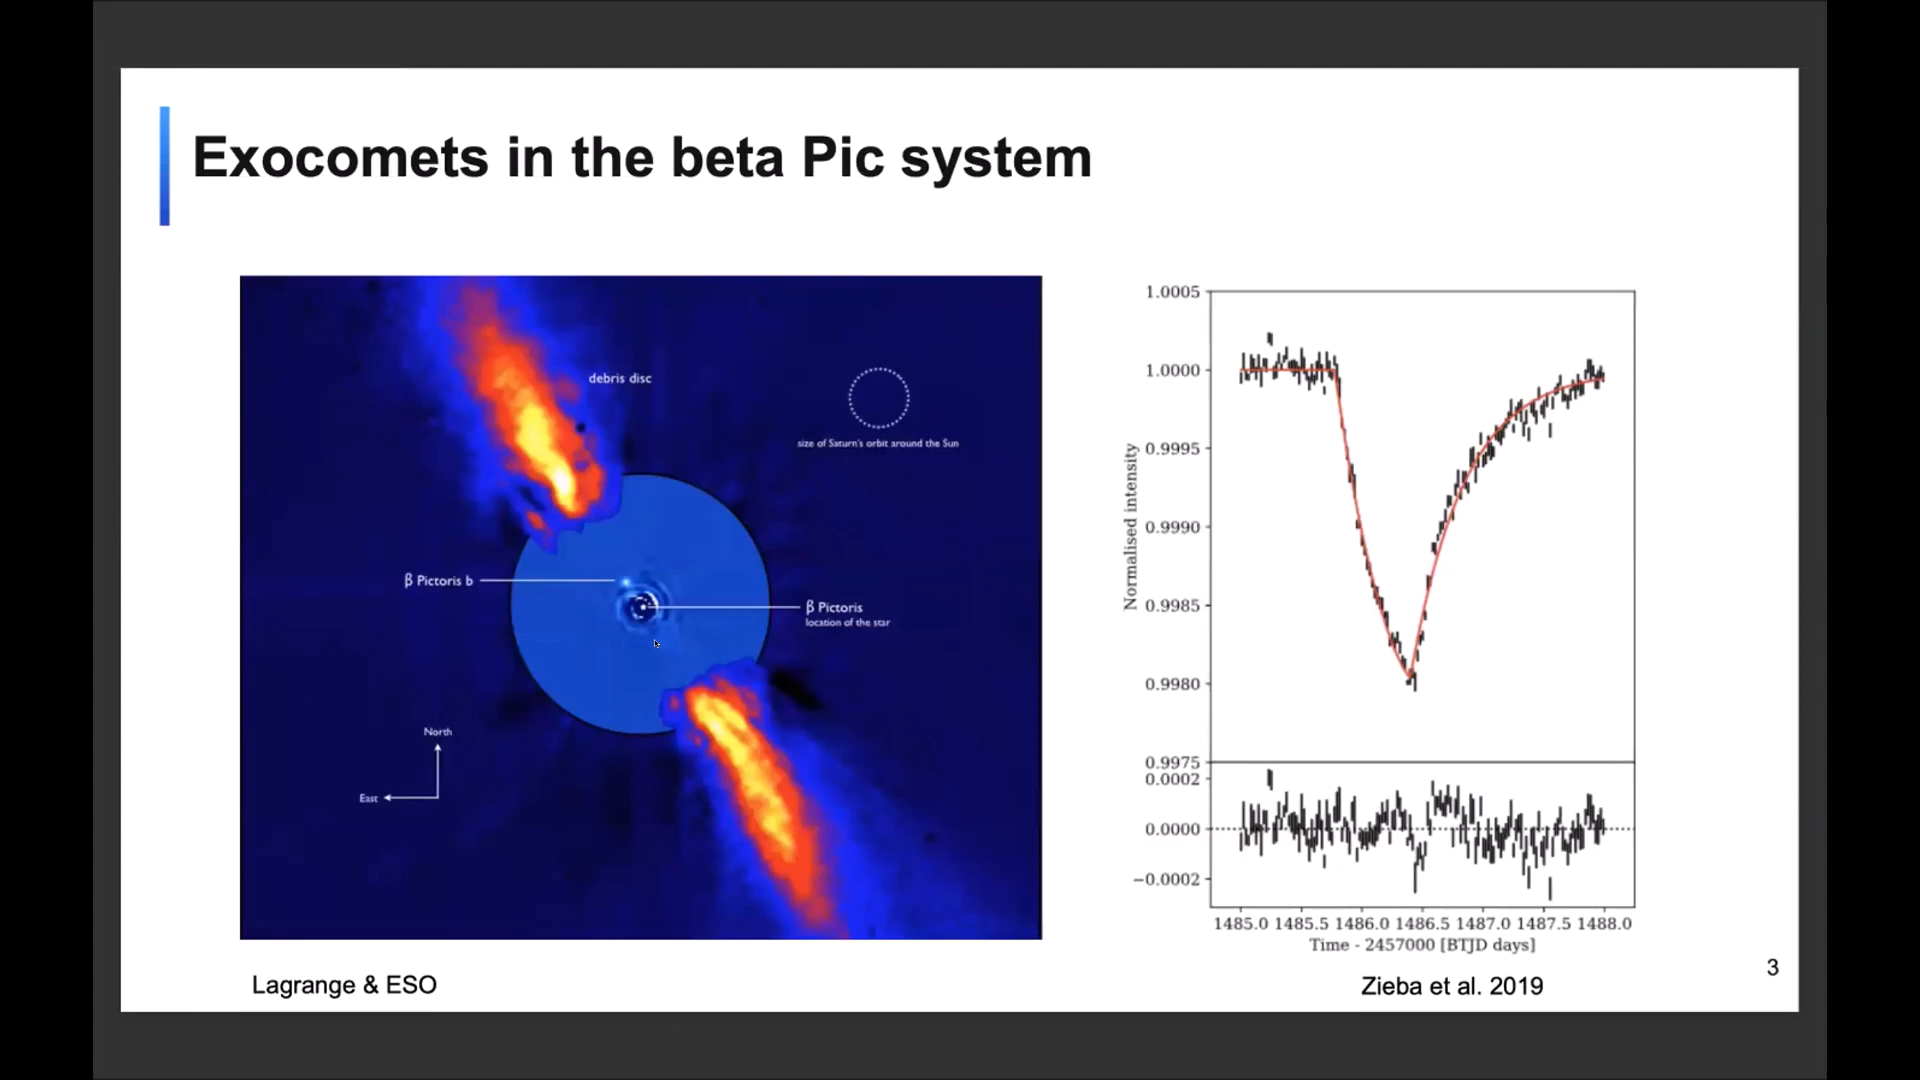 Exocomets in the beta Pic system
debris disc
size of Saturn's orbit around the Sun
β Pictoris b
β Pictoris
location of the star
North
East
Lagrange & ESO
1.0005
1.0000
0.9995
0.9990
0.9985
0.9980
0.9975
Normalised intensity
0.0002
0.0000
−0.0002
1485.0 1485.5 1486.0 1486.5 1487.0 1487.5 1488.0
Time - 2457000 [BTJD days]
Zieba et al. 2019
3